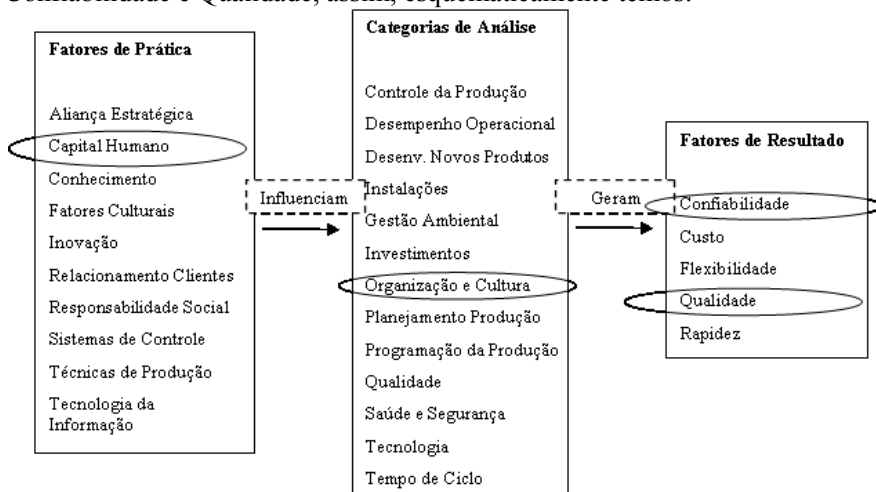 Confiabilidade e Qualidade, assim, esquematicamente temos:
Fatores de Prática
Aliança Estratégica
Capital Humano
Conhecimento
Fatores Culturais
Inovação
Relacionamento Clientes
Responsabilidade Social
Sistemas de Controle
Técnicas de Produção
Tecnologia da
Informação
Influenciam
Categorias de Análise
Controle da Produção
Desempenho Operacional
Desenv. Novos Produtos
Instalações
Gestão Ambiental
Investimentos
Organização e Cultura
Planejamento Produção
Programação da Produção
Qualidade
Saúde e Segurança
Tecnologia
Tempo de Ciclo
Geram
Fatores de Resultado
Confiabilidade
Custo
Flexibilidade
Qualidade
Rapidez